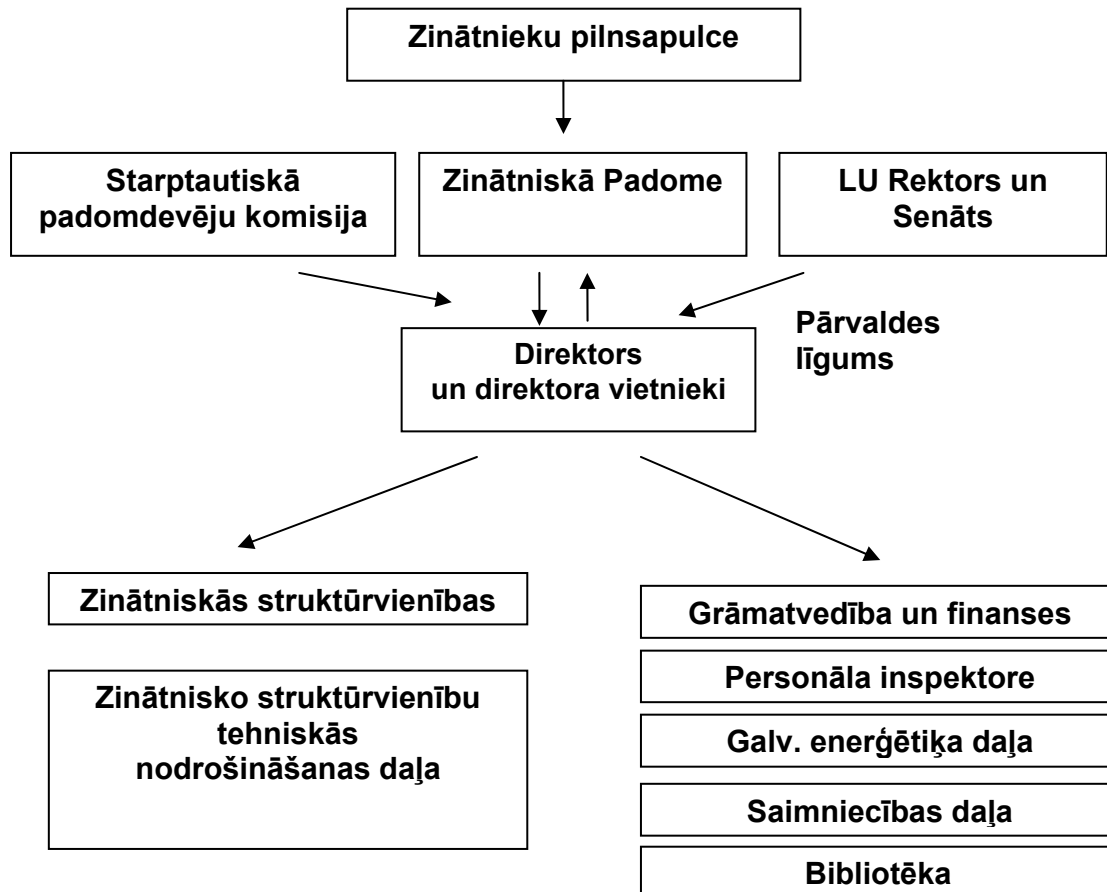 Zinātnieku pilnsapulce
Starptautiskā
padomdevēju komisija
Zinātniskā Padome
LU Rektors un
Senāts
Pārvaldes
līgums
Direktors
un direktora vietnieki
Zinātniskās struktūrvienības
Zinātnisko struktūrvienību
tehniskās
nodrošināšanas daļa
Grāmatvedība un finanses
Personāla inspektore
Galv. enerģētiķa daļa
Saimniecības daļa
Bibliotēka